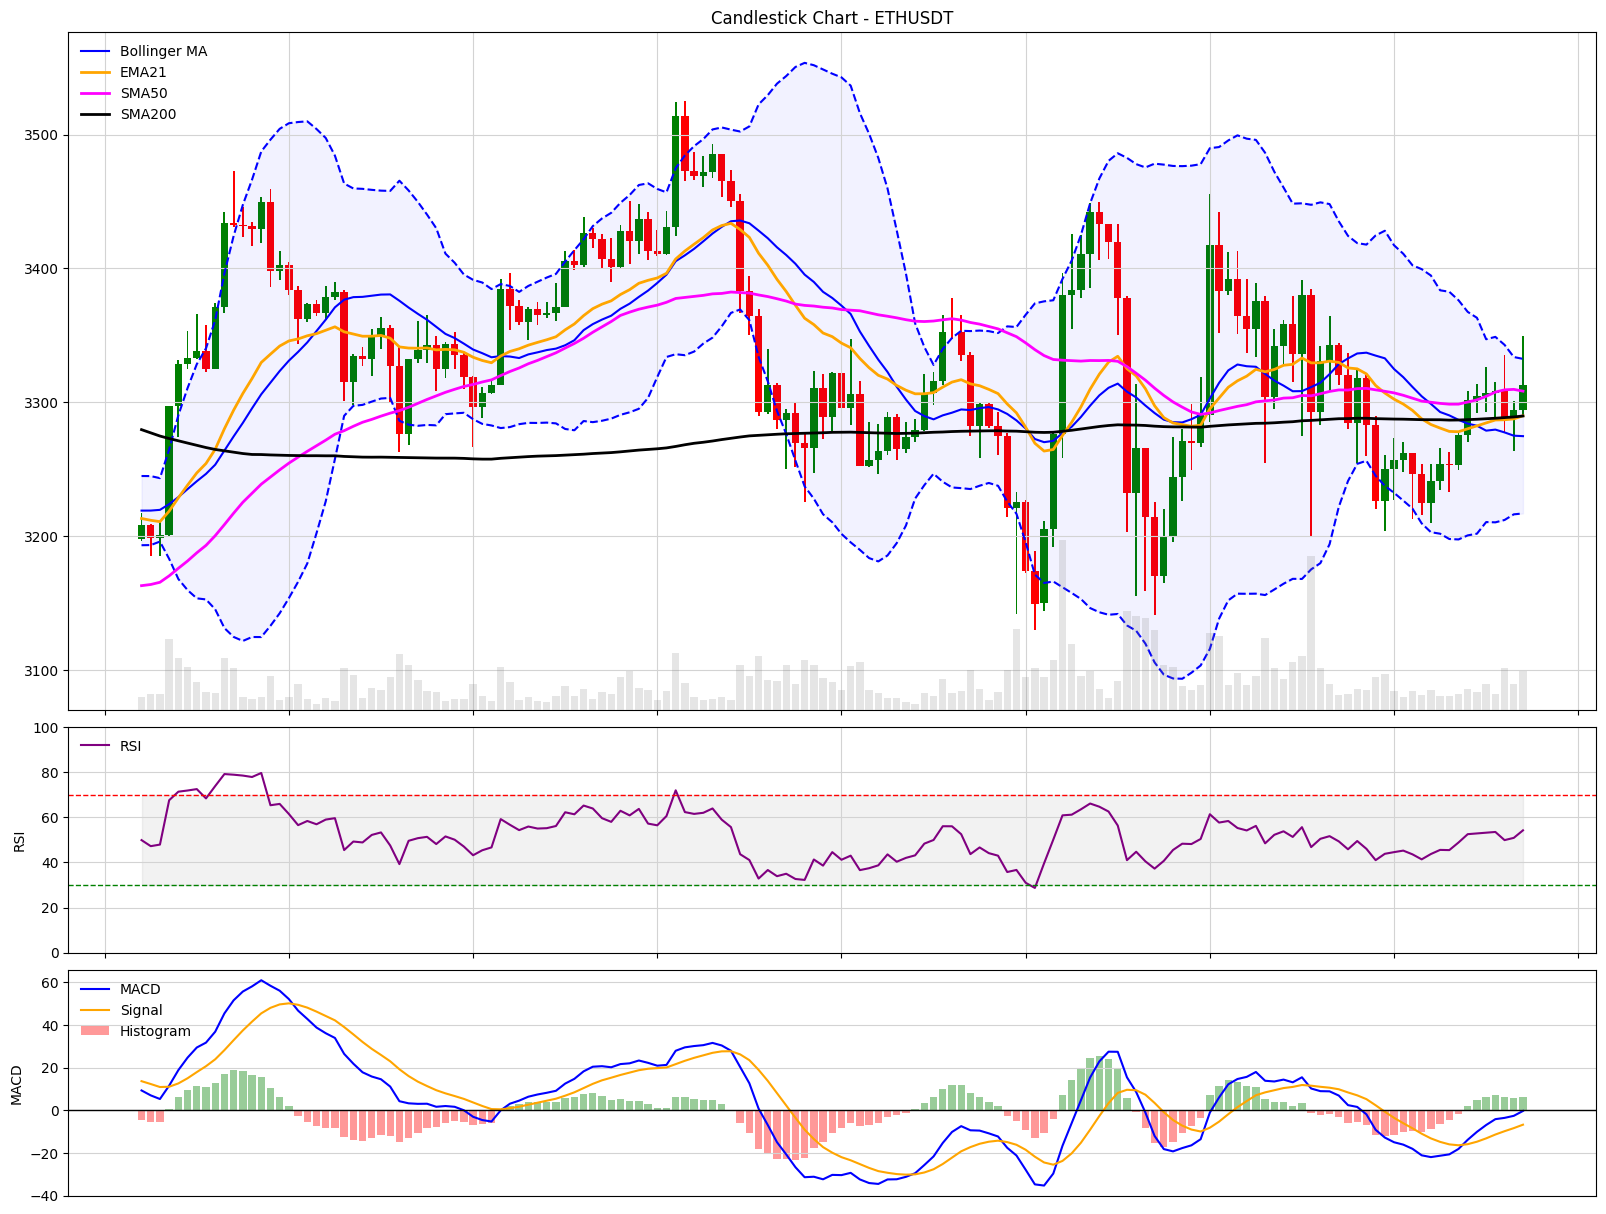 Candlestick Chart - ETHUSDT
Bollinger MA
EMA21
SMA50
SMA200
3500
3400
3300
3200
3100
RSI
100
80
60
40
20
0
RSI
MACD
Signal
Histogram
60
40
20
0
−20
−40
MACD